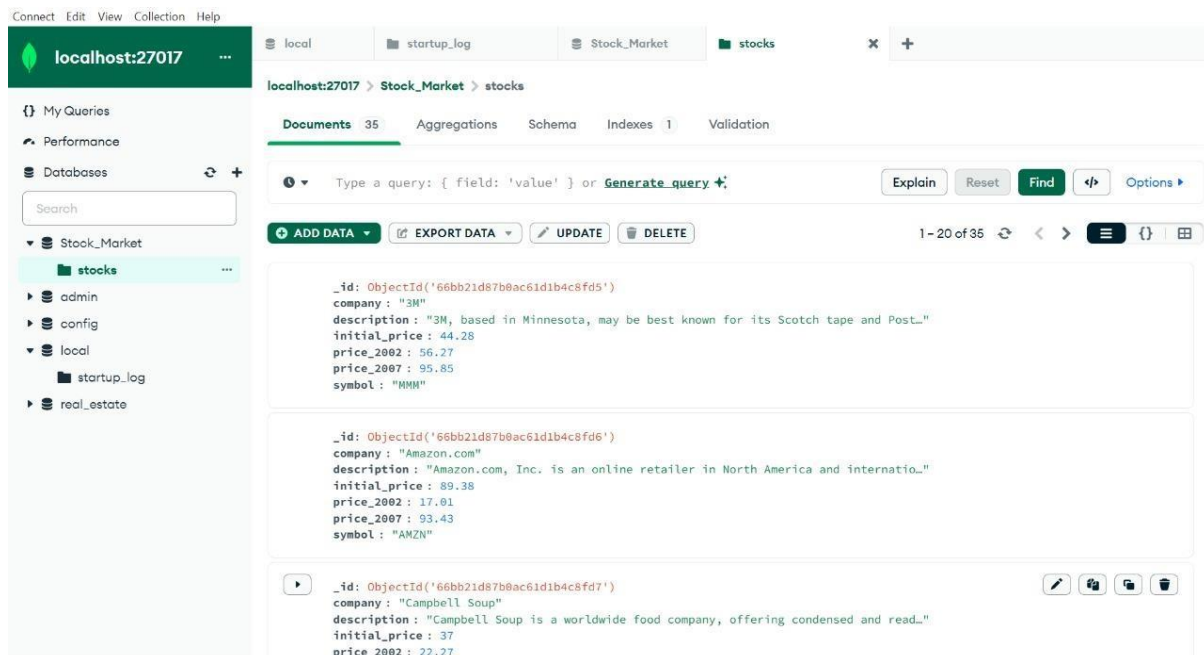 Connect Edit View Collection Help
localhost:27017 ...
local startup_log Stock_Market stocks
localhost:27017 > Stock_Market > stocks
{} My Queries
Performance
Databases
Search
Stock_Market
stocks ...
admin
config
local
startup_log
real_estate
Documents 35 Aggregations Schema Indexes 1 Validation
Type a query: { field: 'value' } or Generate query
Explain Reset Find </> Options
ADD DATA EXPORT DATA UPDATE DELETE
1 – 20 of 35 {}
_id: ObjectId('66bb21d87b0ac61d1b4c8fd5')
company : "3M"
description : "3M, based in Minnesota, may be best known for its Scotch tape and Post…"
initial_price : 44.28
price_2002 : 56.27
price_2007 : 95.85
symbol : "MMM"
_id: ObjectId('66bb21d87b0ac61d1b4c8fd6')
company : "Amazon.com"
description : "Amazon.com, Inc. is an online retailer in North America and internatio…"
initial_price : 89.38
price_2002 : 17.01
price_2007 : 93.43
symbol : "AMZN"
_id: ObjectId('66bb21d87b0ac61d1b4c8fd7')
company : "Campbell Soup"
description : "Campbell Soup is a worldwide food company, offering condensed and read…"
initial_price : 37
price_2002 : 22.27